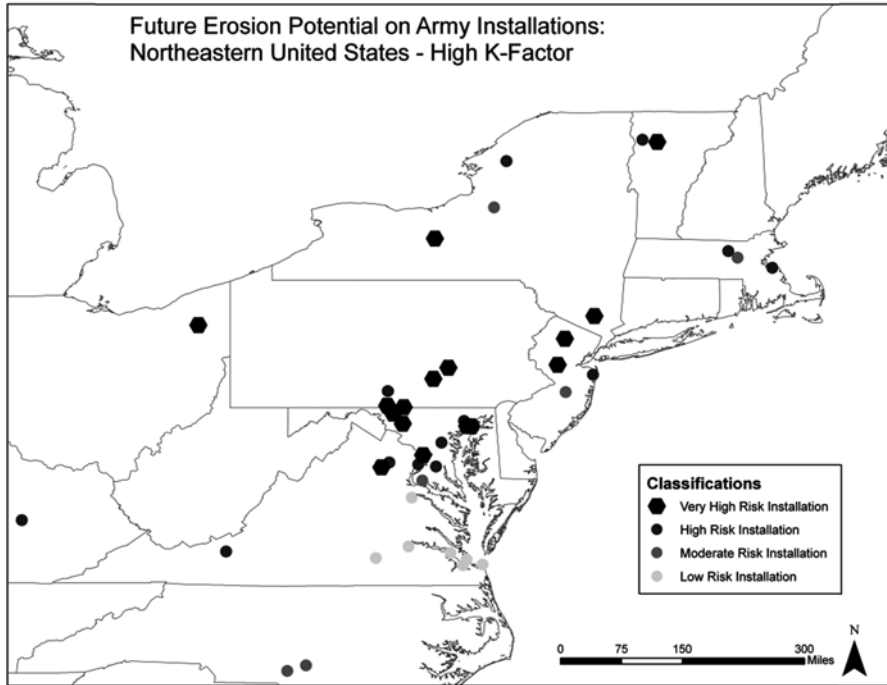 Future Erosion Potential on Army Installations:
Northeastern United States - High K-Factor
Classifications
Very High Risk Installation
High Risk Installation
Moderate Risk Installation
Low Risk Installation
N
0 75 150 300
Miles